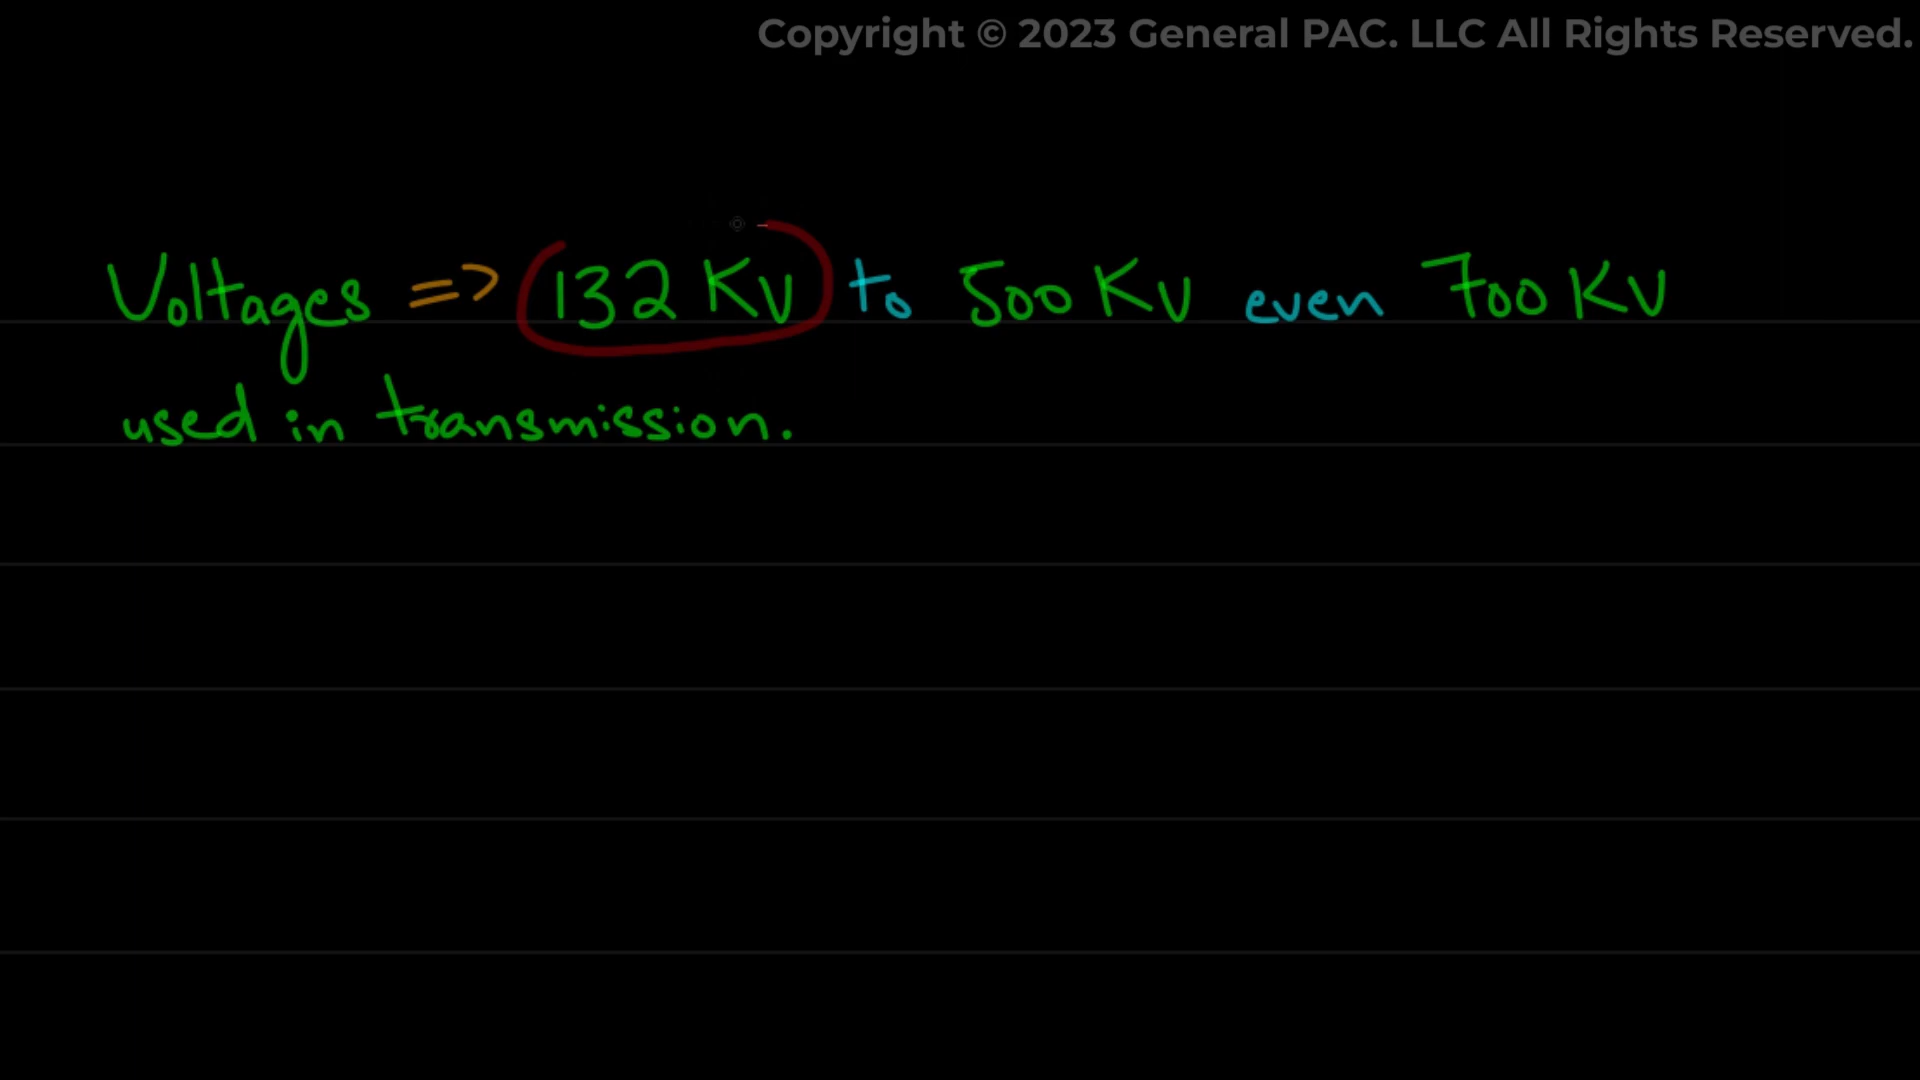 Copyright © 2023 General PAC. LLC All Rights Reserved.
Voltages => 132 KV to 500 KV even 700 KV
used in transmission.